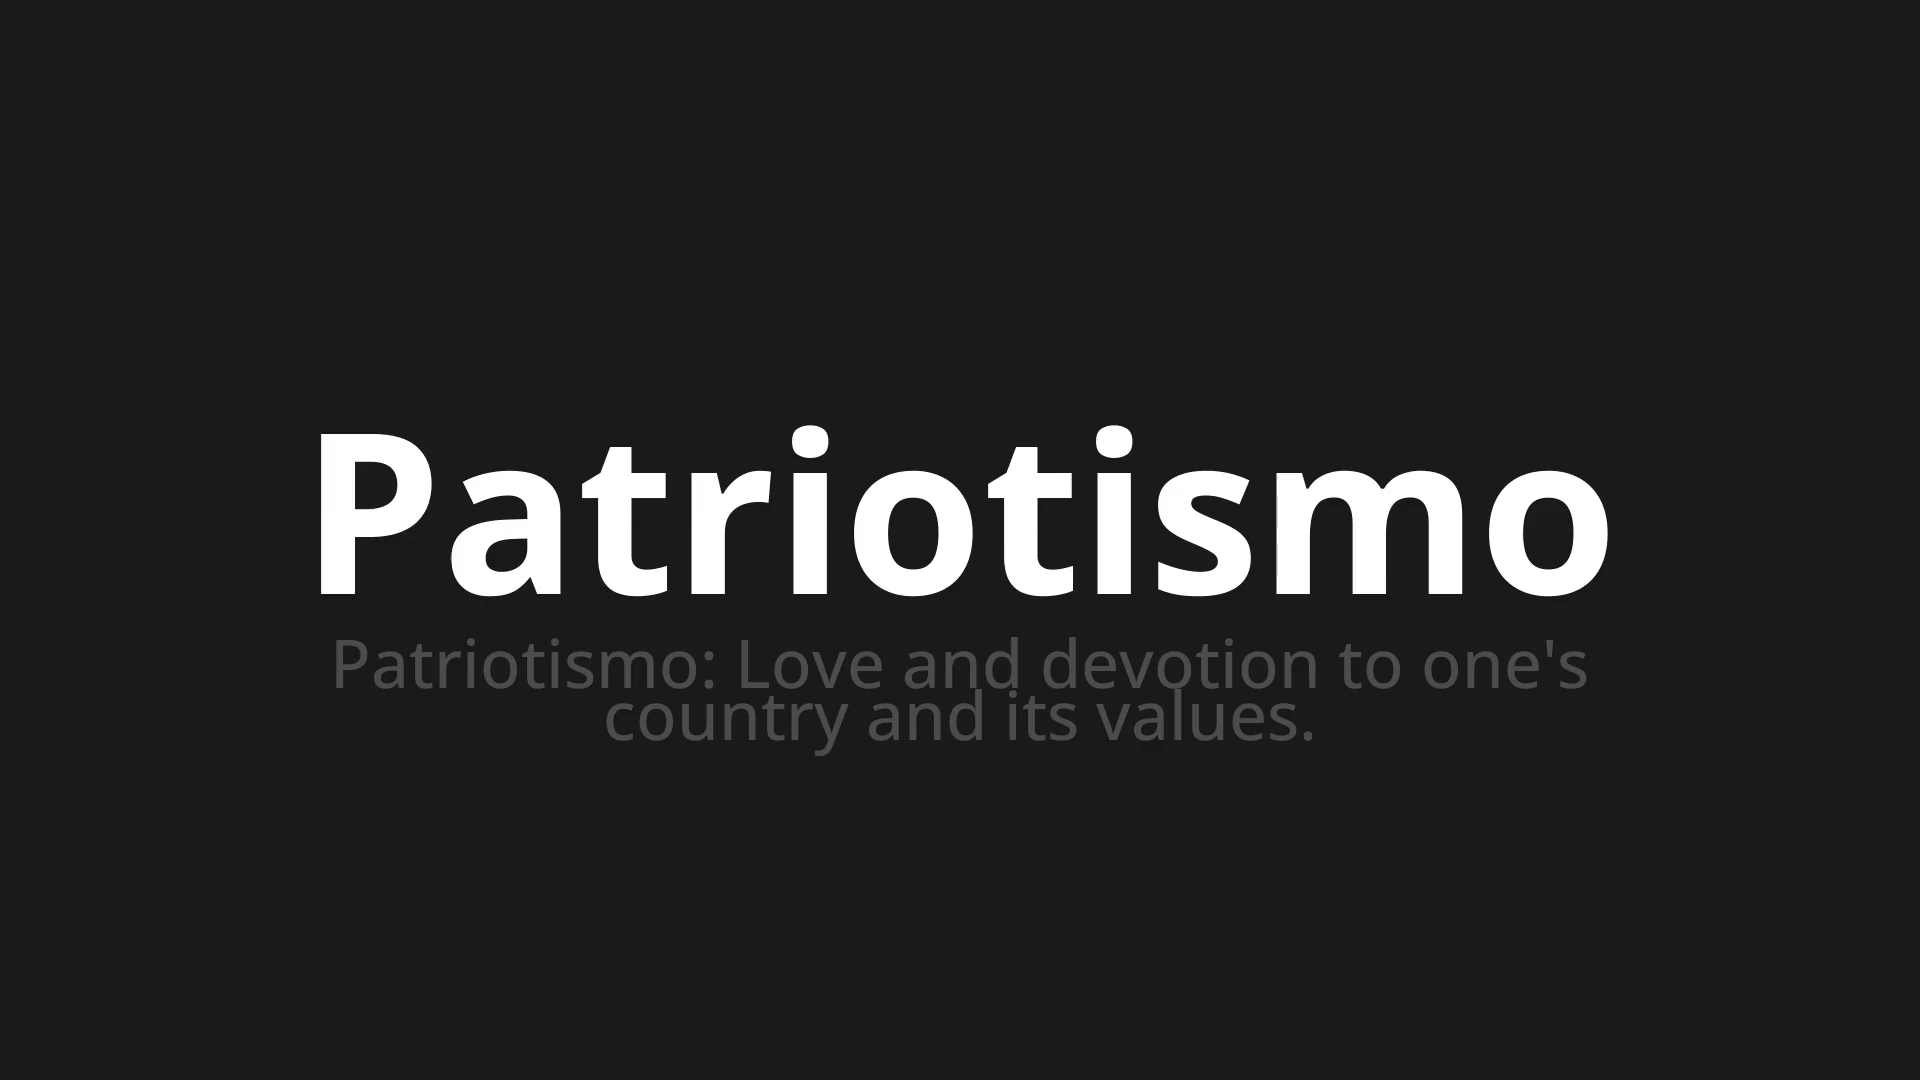 Patriotismo
Patriotismo: Love and devotion to one's
country and its values.